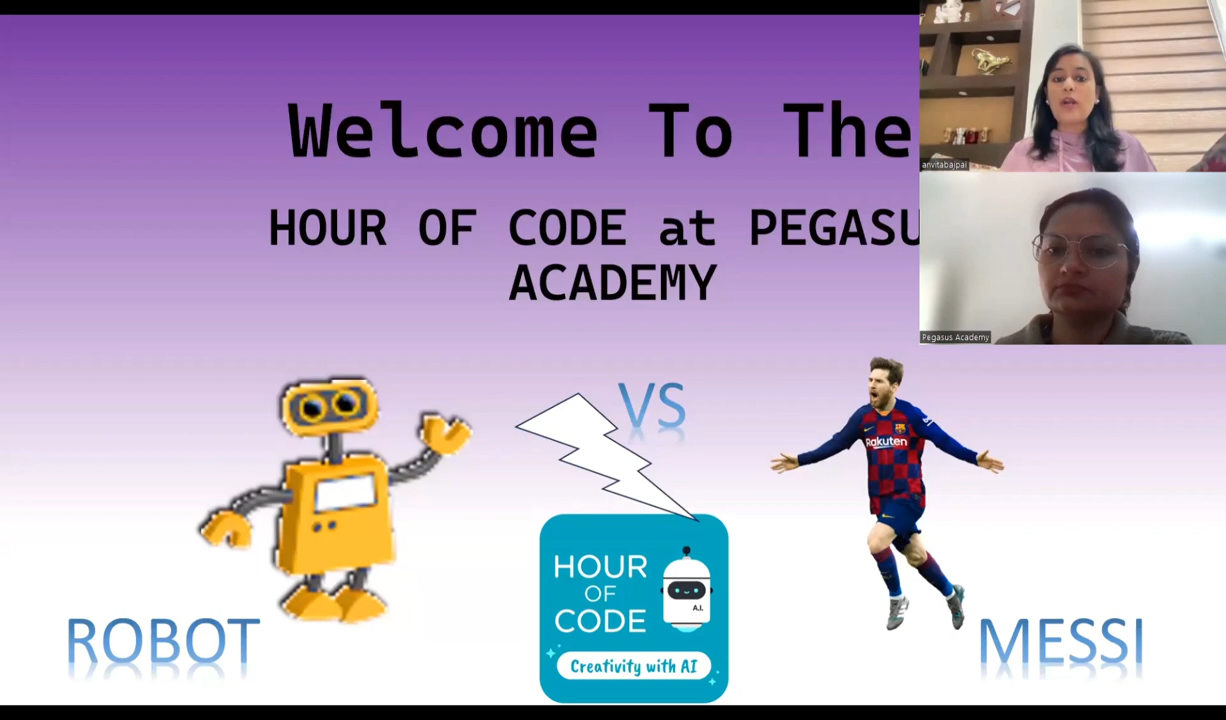 Welcome To The
HOUR OF CODE at PEGASU
ACADEMY
anvitabajpai
Pegasus Academy
VS
Rakuten
HOUR
OF
CODE
A.I.
Creativity with AI
ROBOT
MESSI